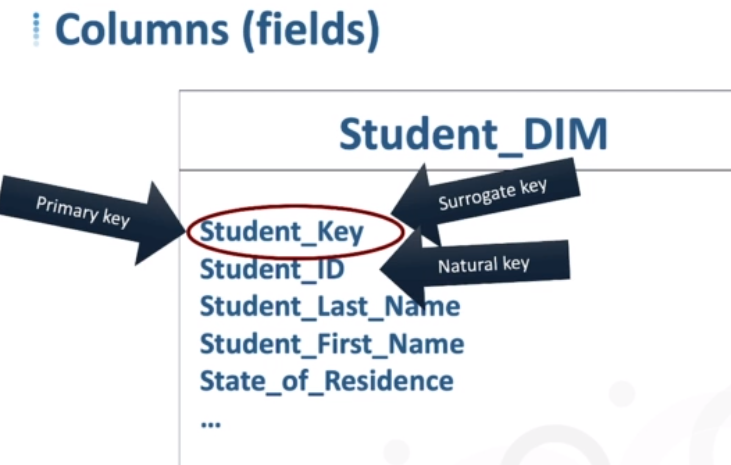 Columns (fields)
Student_DIM
Primary key
Surrogate key
Student_Key
Student_ID
Natural key
Student_Last_Name
Student_First_Name
State_of_Residence
...